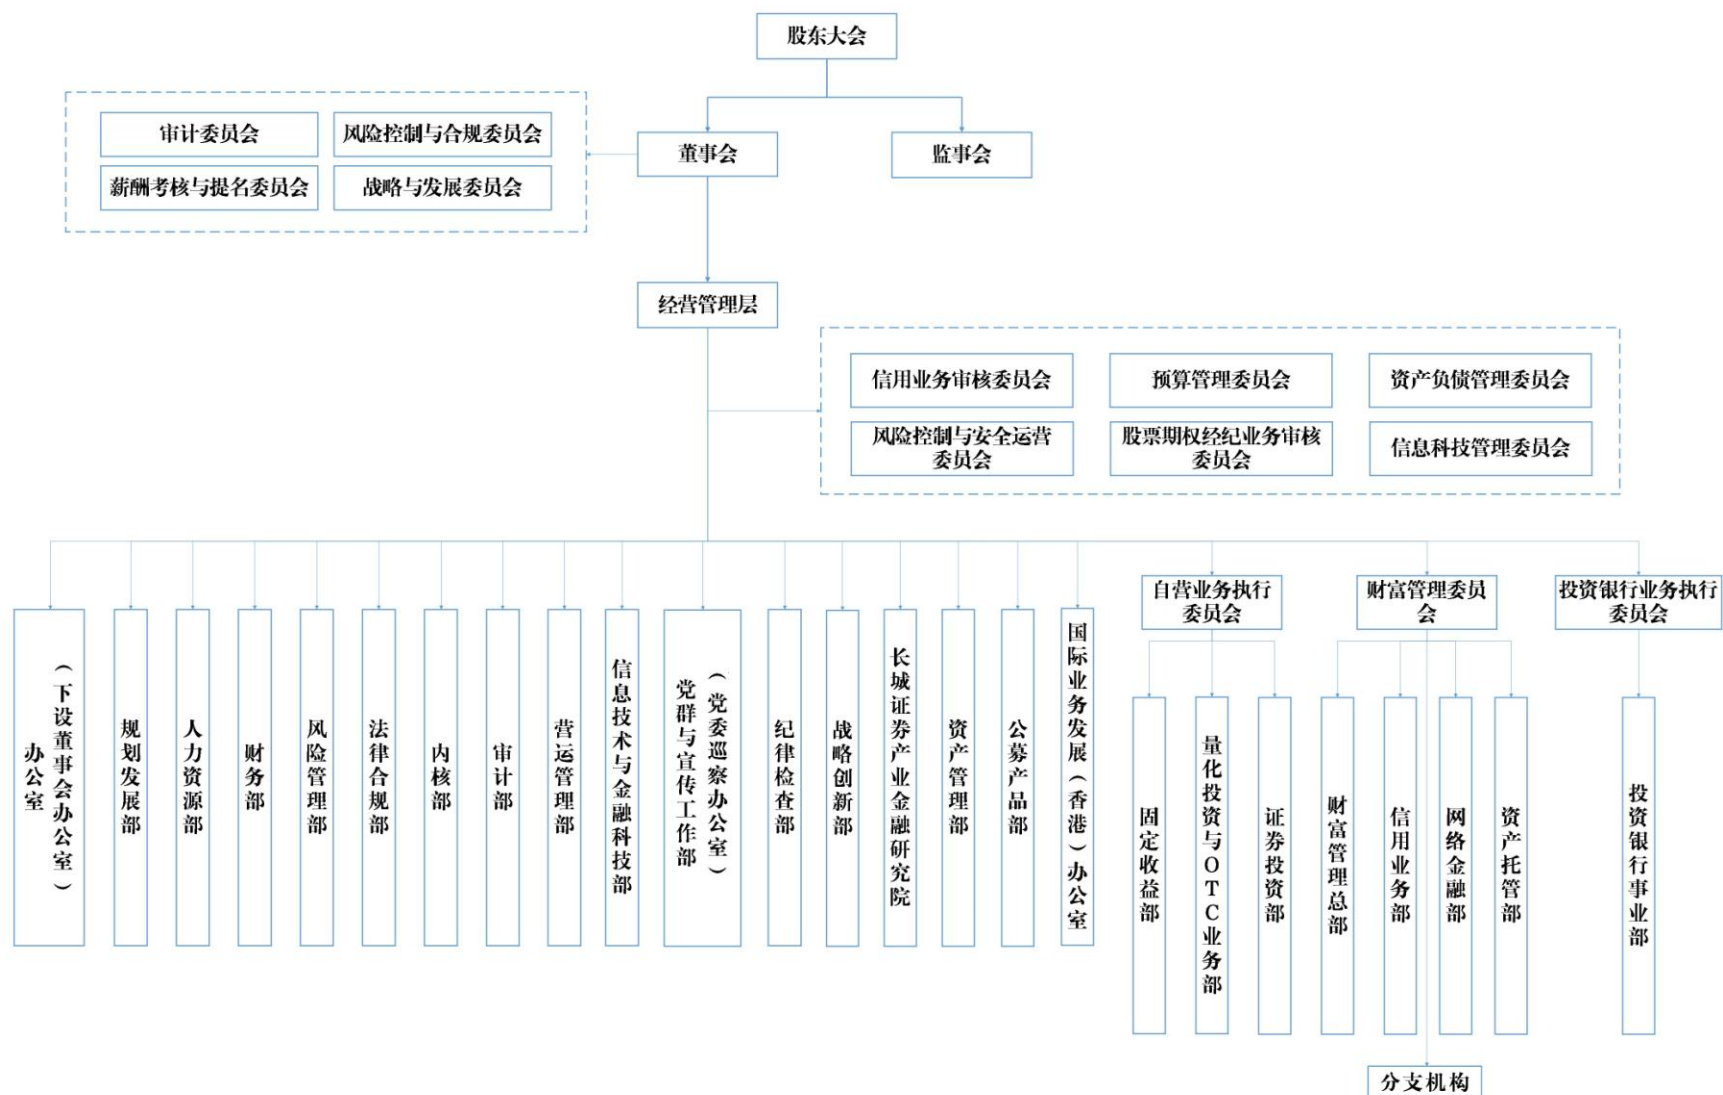 股东大会
审计委员会
风险控制与合规委员会
薪酬考核与提名委员会
战略与发展委员会
董事会
监事会
经营管理层
信用业务审核委员会
预算管理委员会
资产负债管理委员会
风险控制与安全运营
委员会
股票期权经纪业务审核
委员会
信息科技管理委员会
自营业务执行
委员会
财富管理委员
会
投资银行业务执行
委员会
办公室
（下设董事会办公室）
规划发展部
人力资源部
财务部
风险管理部
法律合规部
内核部
审计部
营运管理部
信息技术与金融科技部
党群与宣传工作部
（党委巡察办公室）
纪律检查部
战略创新部
长城证券产业金融研究院
资产管理部
公募产品部
国际业务发展（香港）办公室
固定收益部
量化投资与OTC业务部
证券投资部
财富管理总部
信用业务部
网络金融部
资产托管部
投资银行事业部
分支机构